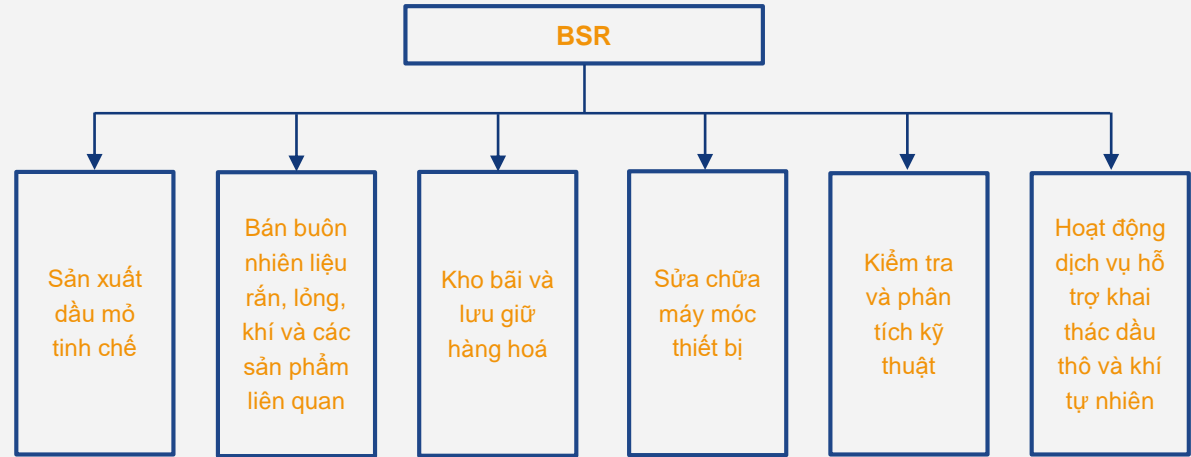 BSR
Sản xuất
dầu mỏ
tinh chế
Bán buôn
nhiên liệu
rắn, lỏng,
khí và các
sản phẩm
liên quan
Kho bãi và
lưu giữ
hàng hoá
Sửa chữa
máy móc
thiết bị
Kiểm tra
và phân
tích kỹ
thuật
Hoạt động
dịch vụ hỗ
trợ khai
thác dầu
thô và khí
tự nhiên